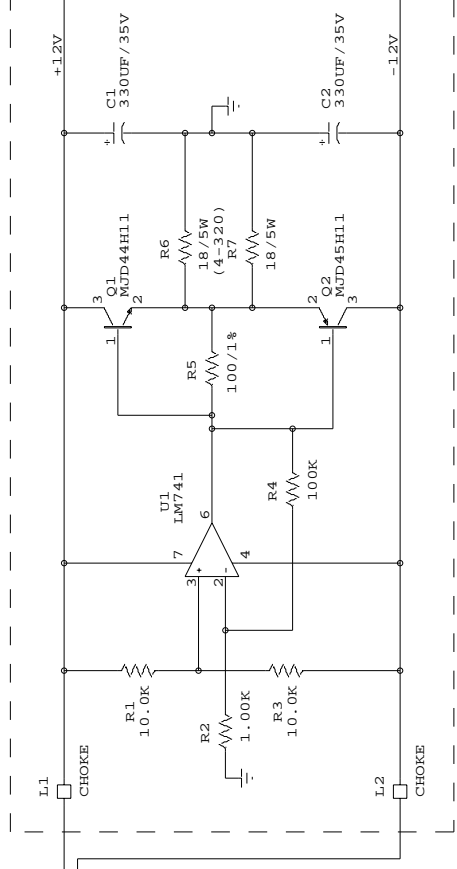 +12V
C1
330UF/35V
+
C2
330UF/35V
+
-12V
R6
18/5W
(4-320)
R7
18/5W
Q1
MJD44H11
3
2
1
Q2
MJD45H11
2
3
1
R5
100/1%
R4
100K
U1
LM741
6
7
4
3
+
2
-
R1
10.0K
R2
1.00K
R3
10.0K
L1
CHOKE
L2
CHOKE